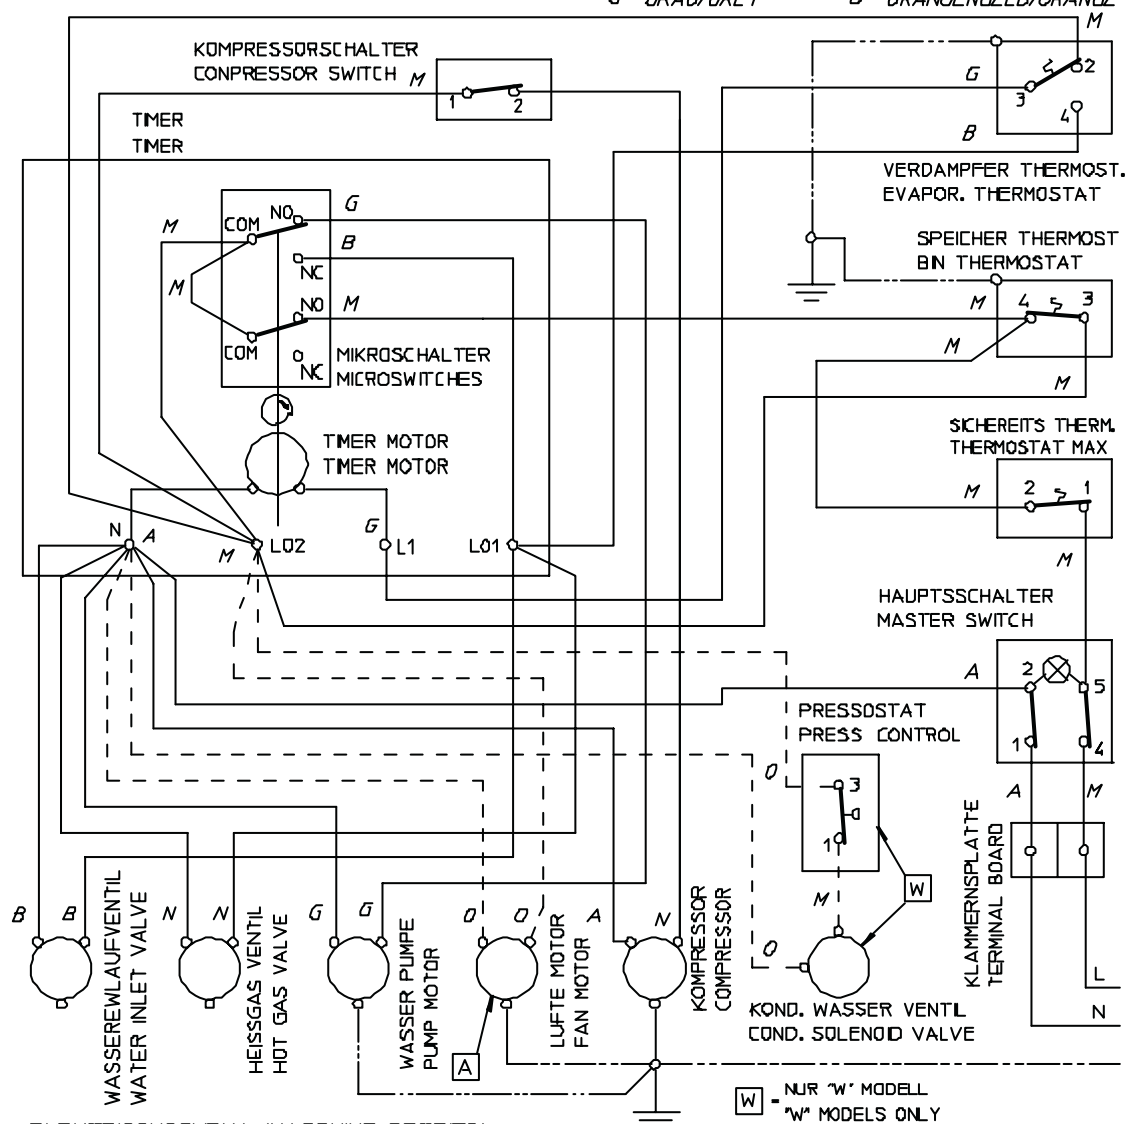 G GRAU/GREY O ORANGENOZED/ORANGE
M
KOMPRESSORSCHALTER
CONPRESSOR SWITCH
M
1
2
G
2
3
4
B
TIMER
TIMER
VERDAMPFER THERMOST.
EVAPOR. THERMOSTAT
G
NO
COM
M
B
NC
SPEICHER THERMOST
BIN THERMOSTAT
M
NO
M
M
4
3
COM
NC
MIKROSCHALTER
MICROSWITCHES
M
M
TIMER MOTOR
TIMER MOTOR
SICHEREITS THERM.
THERMOSTAT MAX
M
2
1
N
A
M
LO2
G
L1
LO1
M
HAUPTSSCHALTER
MASTER SWITCH
A
2
5
1
4
PRESSOSTAT
PRESS CONTROL
O
3
1
A
M
KLAMMERNSPLATTE
TERMINAL BOARD
W
M
B
B
N
N
G
G
O
O
A
N
O
WASSEREWLAUFVENTIL
WATER INLET VALVE
HEISSGAS VENTIL
HOT GAS VALVE
WASSER PUMPE
PUMP MOTOR
LUFTE MOTOR
FAN MOTOR
KOMPRESSOR
COMPRESSOR
L
N
KOND. WASSER VENTIL
COND. SOLENOID VALVE
A
W - NUR "W" MODELL
"W" MODELS ONLY